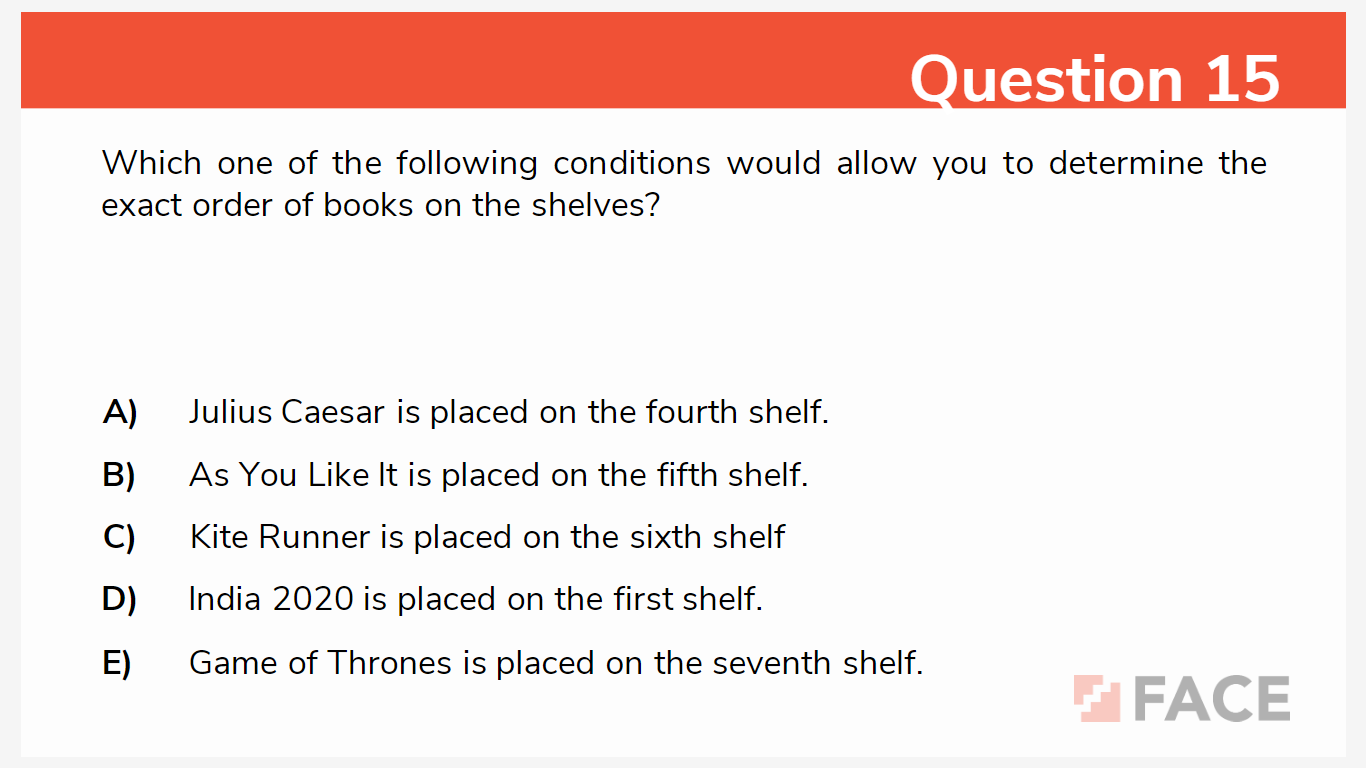 Question 15
Which one of the following conditions would allow you to determine the
exact order of books on the shelves?
A) Julius Caesar is placed on the fourth shelf.
B) As You Like It is placed on the fifth shelf.
C) Kite Runner is placed on the sixth shelf
D) India 2020 is placed on the first shelf.
E) Game of Thrones is placed on the seventh shelf.
FACE